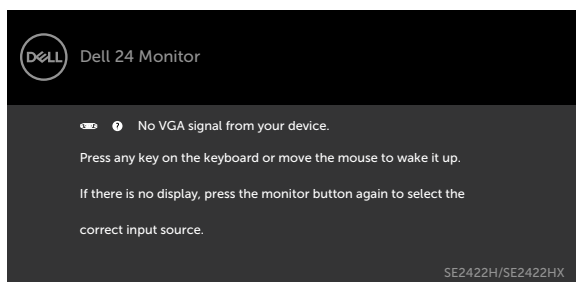 DELL Dell 24 Monitor
? No VGA signal from your device.
Press any key on the keyboard or move the mouse to wake it up.
If there is no display, press the monitor button again to select the
correct input source.
SE2422H/SE2422HX